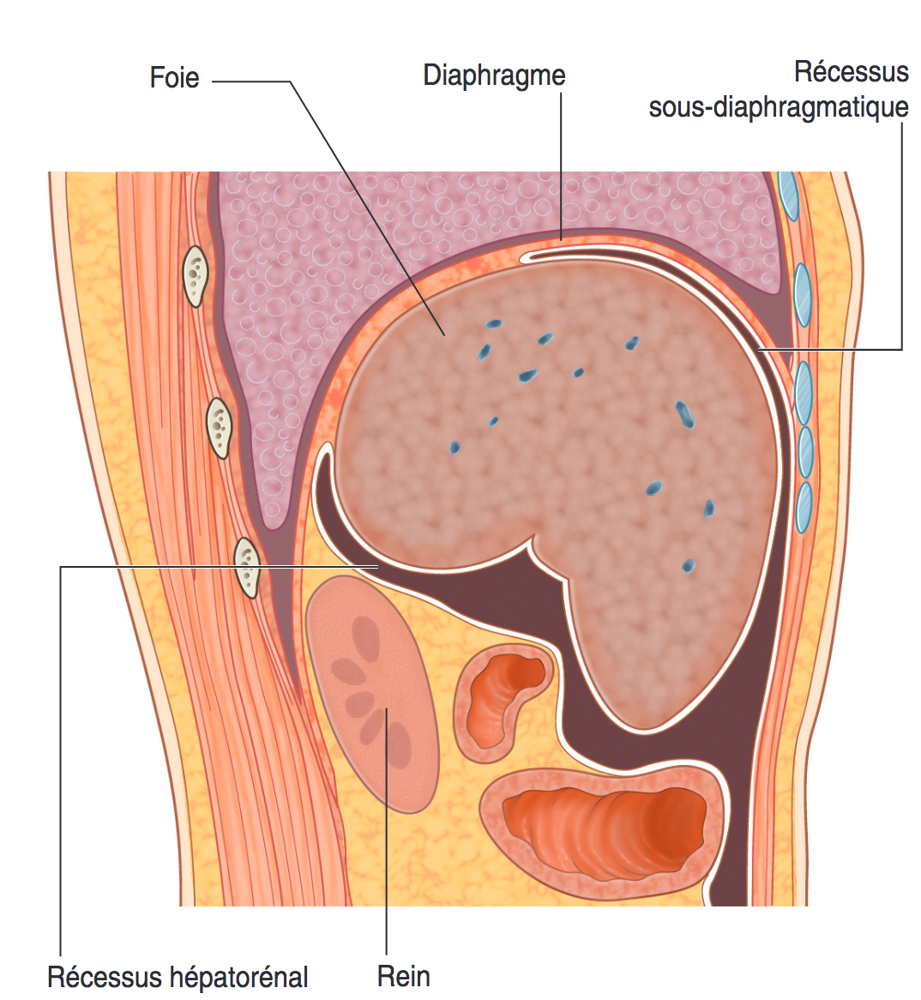 Foie
Diaphragme
Récessus
sous-diaphragmatique
Récessus hépatorénal
Rein